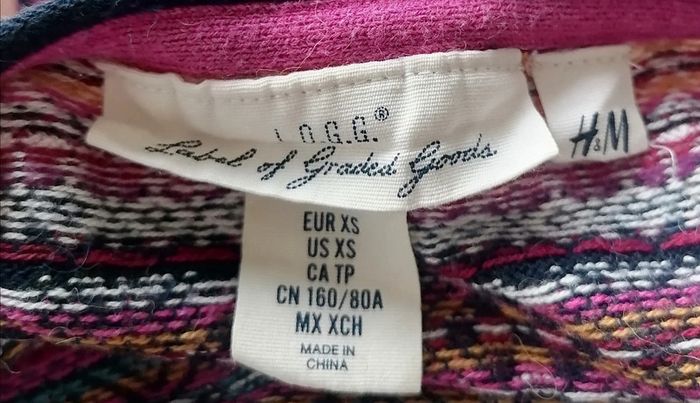 L.O.G.G.®
Label of Graded Goods
H&M
EUR XS
US XS
CA TP
CN 160/80A
MX XCH
MADE IN
CHINA